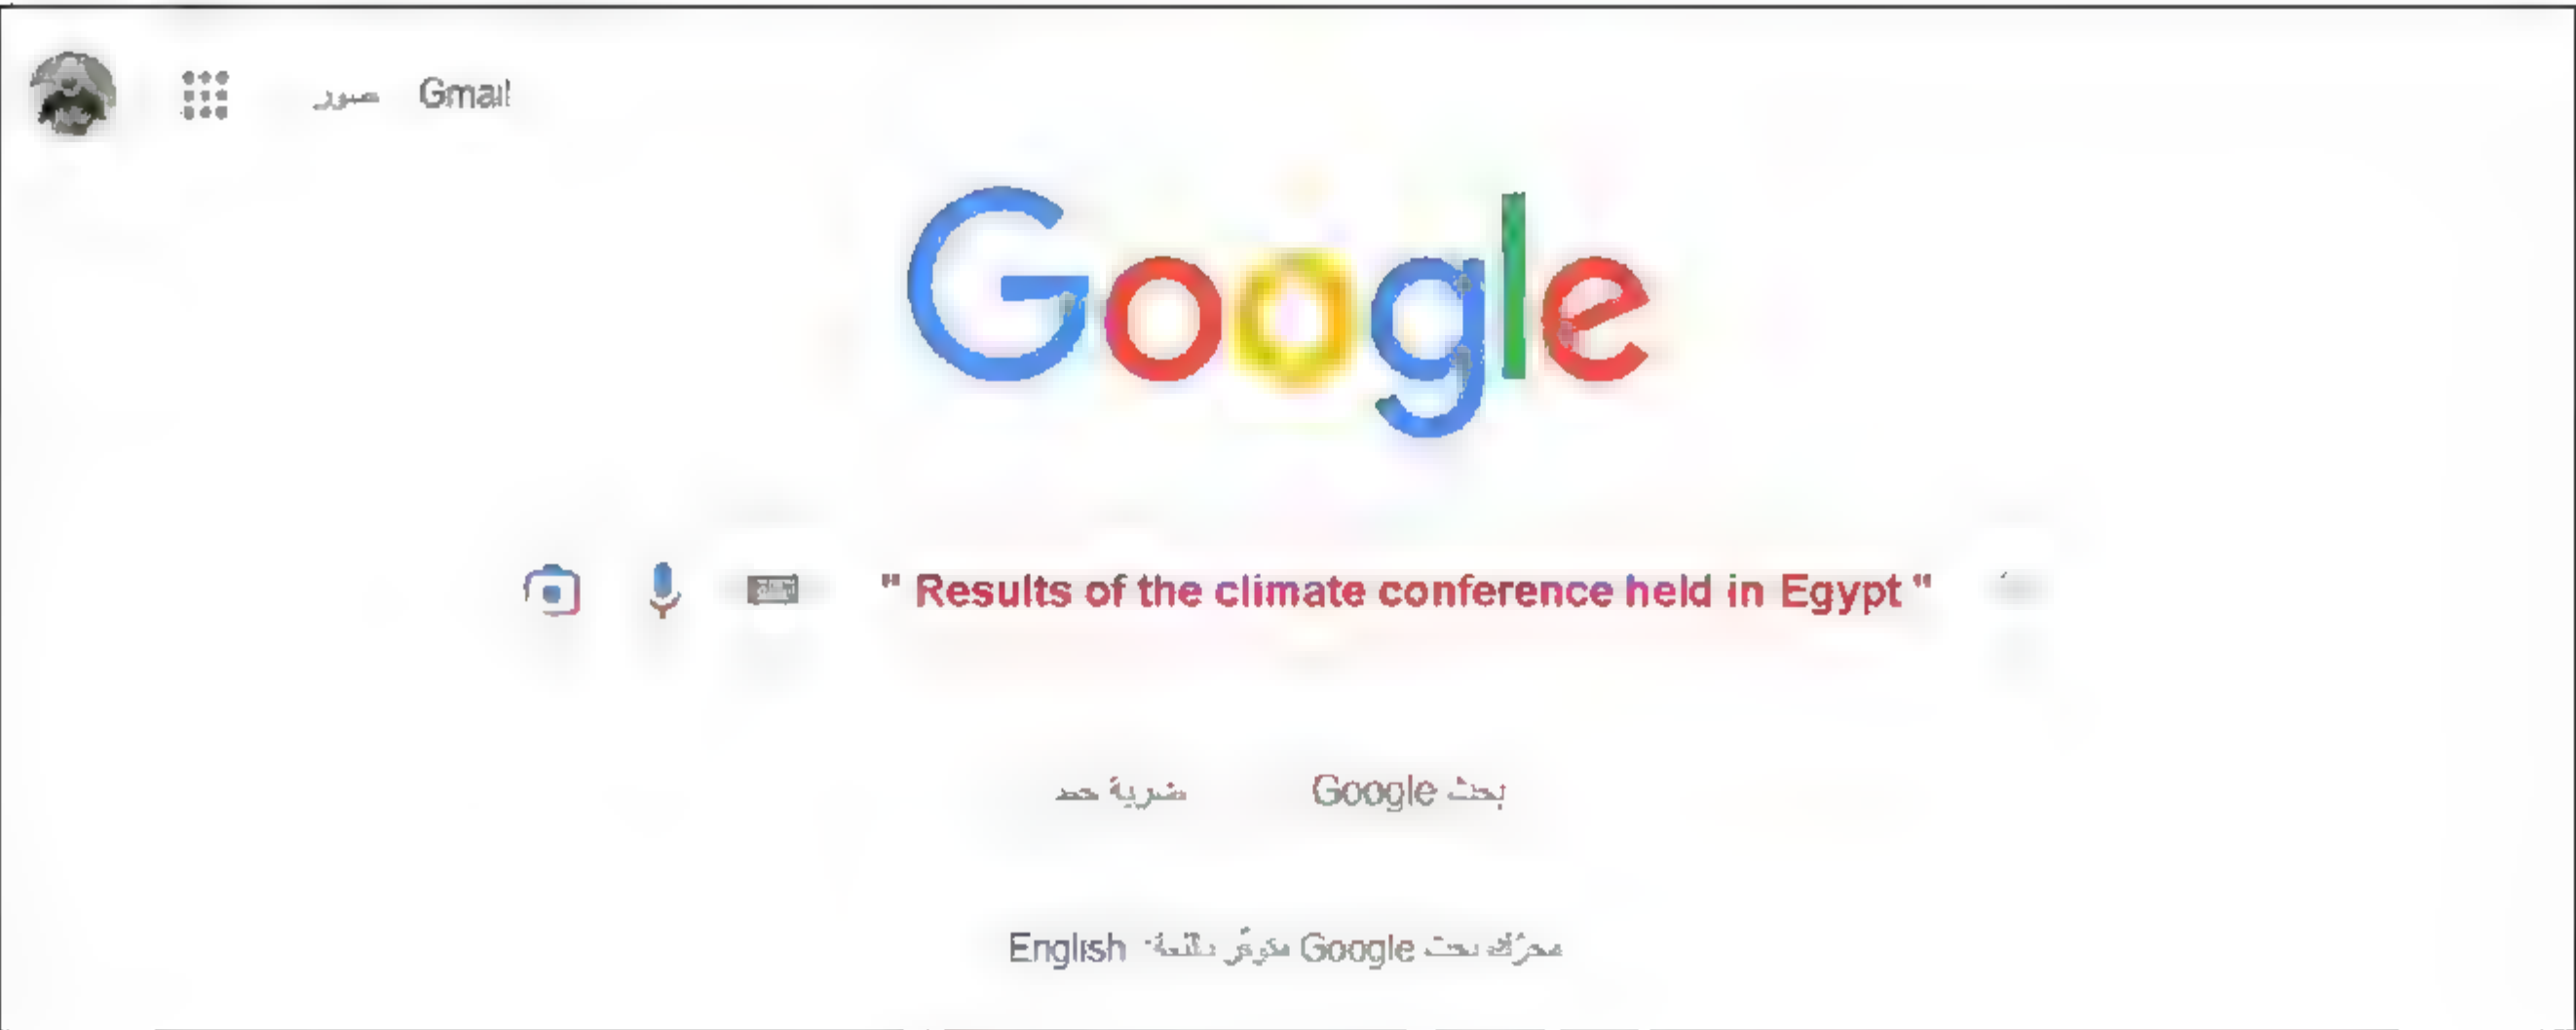 Gmail صور
Google
" Results of the climate conference held in Egypt "
بحث Google ضربة حظ
محرّك بحث Google متوفّر باللغة: English